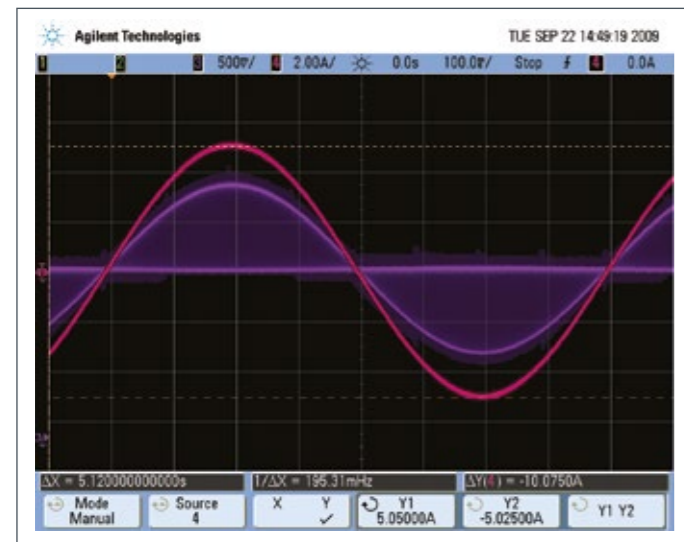 Agilent Technologies TUE SEP 22 14:49:19 2009
1 2 3 500▿/ 4 2.00A/ 0.0s 100.0▿/ Stop 4 0.0A
ΔX = 5.120000000000s 1/ΔX = 195.31mHz ΔY(4) = -10.0750A
Mode Source X Y Y1 Y2 Y1 Y2
Manual 4 ✓ 5.05000A -5.02500A